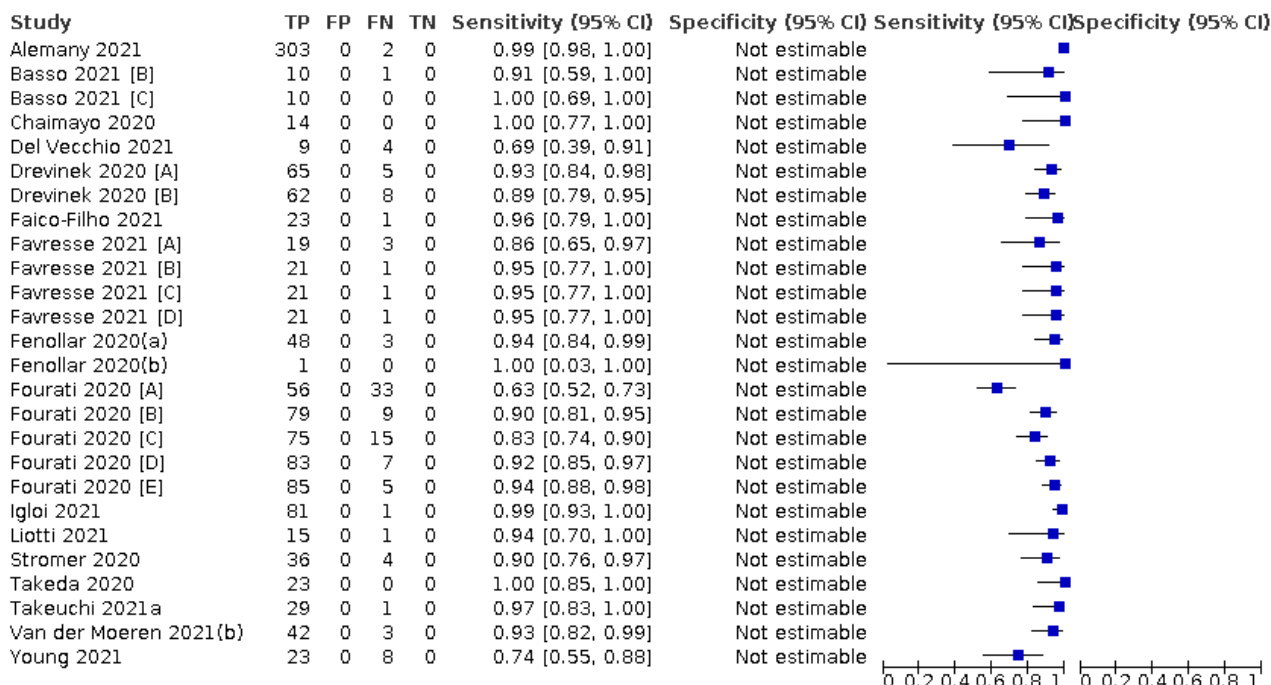 Study TP FP FN TN Sensitivity (95% CI) Specificity (95% CI) Sensitivity (95% CI)Specificity (95% CI)
Alemany 2021 303 0 2 0 0.99 [0.98, 1.00] Not estimable
Basso 2021 [B] 10 0 1 0 0.91 [0.59, 1.00] Not estimable
Basso 2021 [C] 10 0 0 0 1.00 [0.69, 1.00] Not estimable
Chaimayo 2020 14 0 0 0 1.00 [0.77, 1.00] Not estimable
Del Vecchio 2021 9 0 4 0 0.69 [0.39, 0.91] Not estimable
Drevinek 2020 [A] 65 0 5 0 0.93 [0.84, 0.98] Not estimable
Drevinek 2020 [B] 62 0 8 0 0.89 [0.79, 0.95] Not estimable
Faico-Filho 2021 23 0 1 0 0.96 [0.79, 1.00] Not estimable
Favresse 2021 [A] 19 0 3 0 0.86 [0.65, 0.97] Not estimable
Favresse 2021 [B] 21 0 1 0 0.95 [0.77, 1.00] Not estimable
Favresse 2021 [C] 21 0 1 0 0.95 [0.77, 1.00] Not estimable
Favresse 2021 [D] 21 0 1 0 0.95 [0.77, 1.00] Not estimable
Fenollar 2020(a) 48 0 3 0 0.94 [0.84, 0.99] Not estimable
Fenollar 2020(b) 1 0 0 0 1.00 [0.03, 1.00] Not estimable
Fourati 2020 [A] 56 0 33 0 0.63 [0.52, 0.73] Not estimable
Fourati 2020 [B] 79 0 9 0 0.90 [0.81, 0.95] Not estimable
Fourati 2020 [C] 75 0 15 0 0.83 [0.74, 0.90] Not estimable
Fourati 2020 [D] 83 0 7 0 0.92 [0.85, 0.97] Not estimable
Fourati 2020 [E] 85 0 5 0 0.94 [0.88, 0.98] Not estimable
Igloi 2021 81 0 1 0 0.99 [0.93, 1.00] Not estimable
Liotti 2021 15 0 1 0 0.94 [0.70, 1.00] Not estimable
Stromer 2020 36 0 4 0 0.90 [0.76, 0.97] Not estimable
Takeda 2020 23 0 0 0 1.00 [0.85, 1.00] Not estimable
Takeuchi 2021a 29 0 1 0 0.97 [0.83, 1.00] Not estimable
Van der Moeren 2021(b) 42 0 3 0 0.93 [0.82, 0.99] Not estimable
Young 2021 23 0 8 0 0.74 [0.55, 0.88] Not estimable
0 0.2 0.4 0.6 0.8 1 0 0.2 0.4 0.6 0.8 1